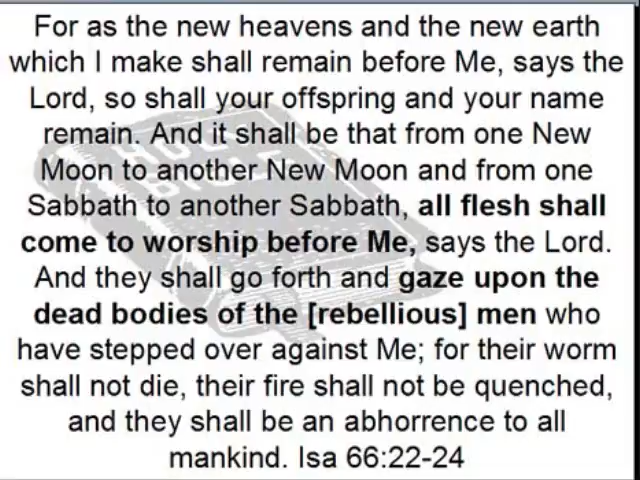 For as the new heavens and the new earth
which I make shall remain before Me, says the
Lord, so shall your offspring and your name
remain. And it shall be that from one New
Moon to another New Moon and from one
Sabbath to another Sabbath, all flesh shall
come to worship before Me, says the Lord.
And they shall go forth and gaze upon the
dead bodies of the [rebellious] men who
have stepped over against Me; for their worm
shall not die, their fire shall not be quenched,
and they shall be an abhorrence to all
mankind. Isa 66:22-24